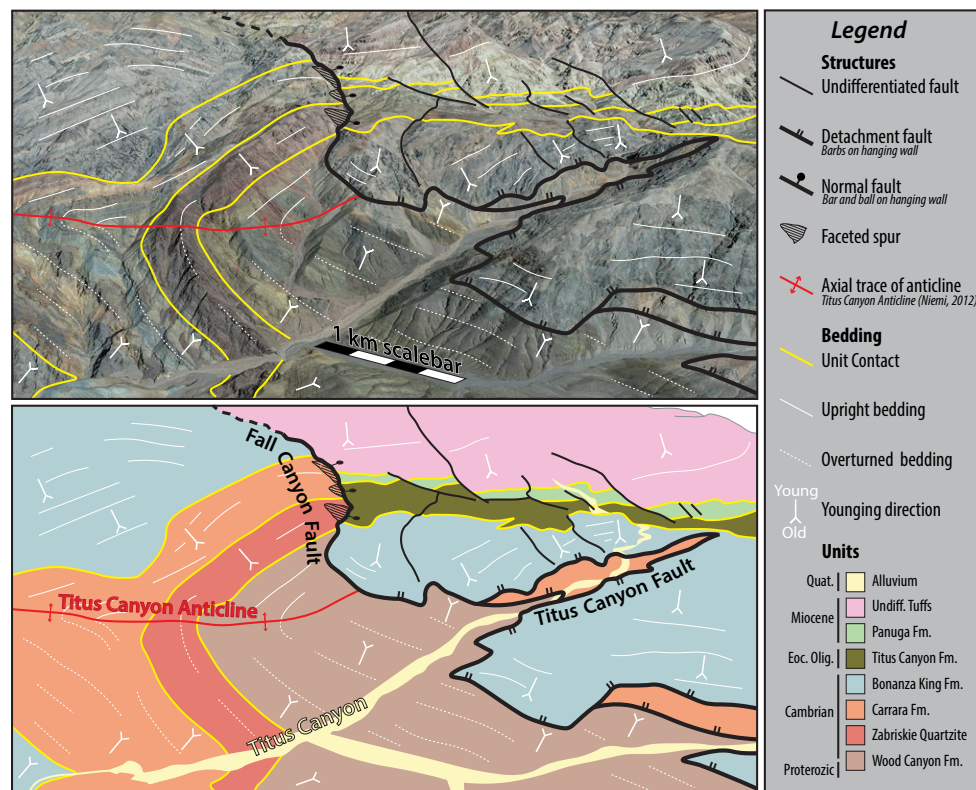 1 km scalebar
Fall Canyon Fault
Titus Canyon Anticline
Titus Canyon Fault
Titus Canyon
Legend
Structures
Undifferentiated fault
Detachment fault
Barbs on hanging wall
Normal fault
Bar and ball on hanging wall
Faceted spur
Axial trace of anticline
Titus Canyon Anticline (Niemi, 2012)
Bedding
Unit Contact
Upright bedding
Overturned bedding
Young
Old
Younging direction
Units
Quat.
Alluvium
Miocene
Undiff. Tuffs
Panuga Fm.
Eoc. Olig.
Titus Canyon Fm.
Cambrian
Bonanza King Fm.
Carrara Fm.
Zabriskie Quartzite
Proterozic
Wood Canyon Fm.